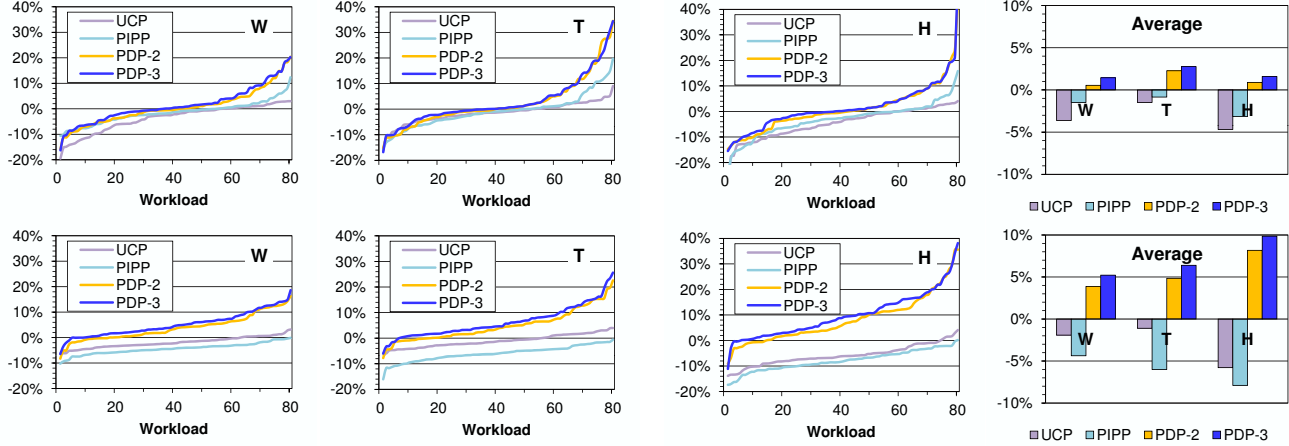 40%
30%
20%
10%
0%
-10%
-20%
UCP
PIPP
PDP-2
PDP-3
W
0 20 40 60 80
Workload
40%
30%
20%
10%
0%
-10%
-20%
UCP
PIPP
PDP-2
PDP-3
T
0 20 40 60 80
Workload
40%
30%
20%
10%
0%
-10%
-20%
UCP
PIPP
PDP-2
PDP-3
H
0 20 40 60 80
Workload
10%
5%
0%
-5%
-10%
Average
W T H
UCP PIPP PDP-2 PDP-3
40%
30%
20%
10%
0%
-10%
-20%
UCP
PIPP
PDP-2
PDP-3
W
0 20 40 60 80
Workload
40%
30%
20%
10%
0%
-10%
-20%
UCP
PIPP
PDP-2
PDP-3
T
0 20 40 60 80
Workload
40%
30%
20%
10%
0%
-10%
-20%
UCP
PIPP
PDP-2
PDP-3
H
0 20 40 60 80
Workload
10%
5%
0%
-5%
-10%
Average
W T H
UCP PIPP PDP-2 PDP-3